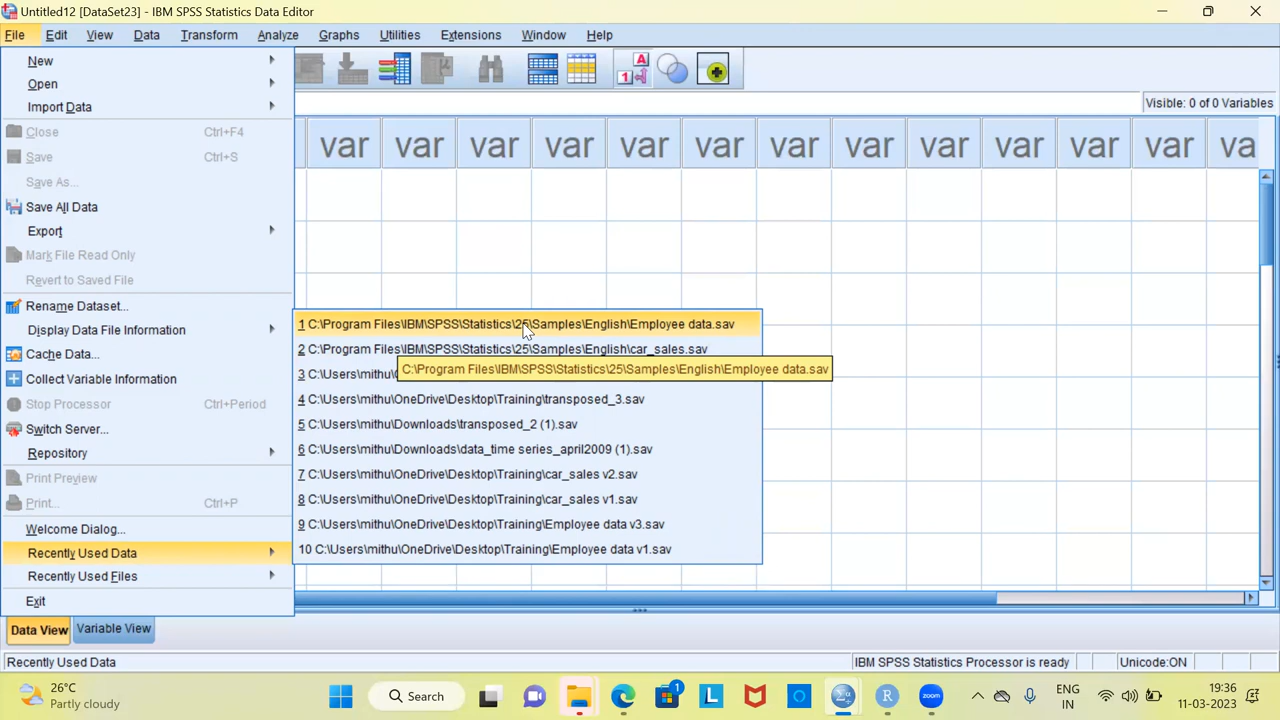 Untitled12 [DataSet23] - IBM SPSS Statistics Data Editor
File Edit View Data Transform Analyze Graphs Utilities Extensions Window Help
Visible: 0 of 0 Variables
var var var var var var var var var var var var va
New
Open
Import Data
Close Ctrl+F4
Save Ctrl+S
Save As...
Save All Data
Export
Mark File Read Only
Revert to Saved File
Rename Dataset...
Display Data File Information
Cache Data...
Collect Variable Information
Stop Processor Ctrl+Period
Switch Server...
Repository
Print Preview
Print... Ctrl+P
Welcome Dialog...
Recently Used Data
Recently Used Files
Exit
1 C:\Program Files\IBM\SPSS\Statistics\25\Samples\English\Employee data.sav
2 C:\Program Files\IBM\SPSS\Statistics\25\Samples\English\car_sales.sav
C:\Program Files\IBM\SPSS\Statistics\25\Samples\English\Employee data.sav
3 C:\Users\mithu\
4 C:\Users\mithu\OneDrive\Desktop\Training\transposed_3.sav
5 C:\Users\mithu\Downloads\transposed_2 (1).sav
6 C:\Users\mithu\Downloads\data_time series_april2009 (1).sav
7 C:\Users\mithu\OneDrive\Desktop\Training\car_sales v2.sav
8 C:\Users\mithu\OneDrive\Desktop\Training\car_sales v1.sav
9 C:\Users\mithu\OneDrive\Desktop\Training\Employee data v3.sav
10 C:\Users\mithu\OneDrive\Desktop\Training\Employee data v1.sav
Data View Variable View
Recently Used Data
IBM SPSS Statistics Processor is ready
Unicode:ON
26°C
Partly cloudy
Search
1
L
R
zoom
ENG
IN
19:36
11-03-2023